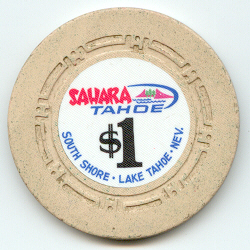 SAHARA
TAHOE
$1
SOUTH SHORE • LAKE TAHOE • NEV.